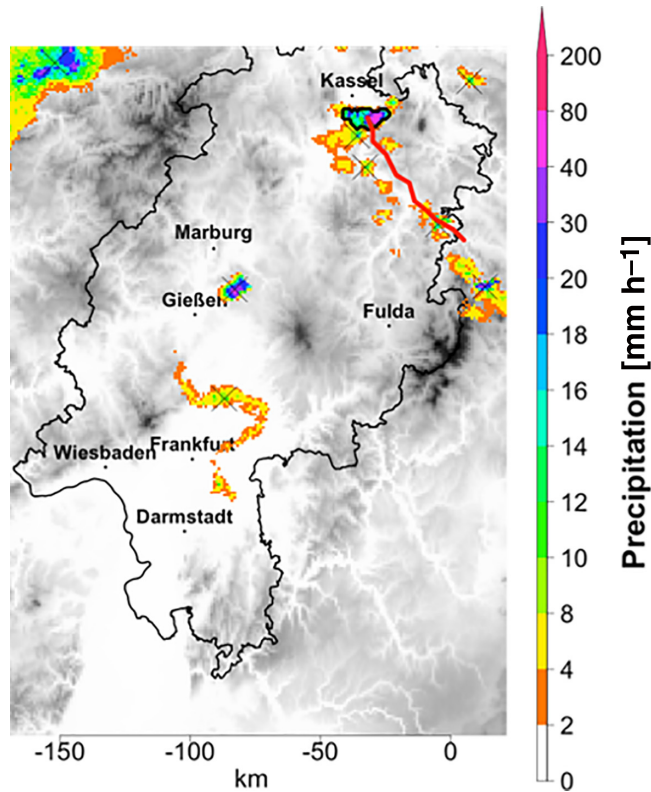 Kassel
Marburg
Gießen
Fulda
Wiesbaden
Frankfurt
Darmstadt
-150
-100
-50
0
km
200
80
40
30
20
18
16
14
12
10
8
4
2
0
Precipitation [mm h−1]